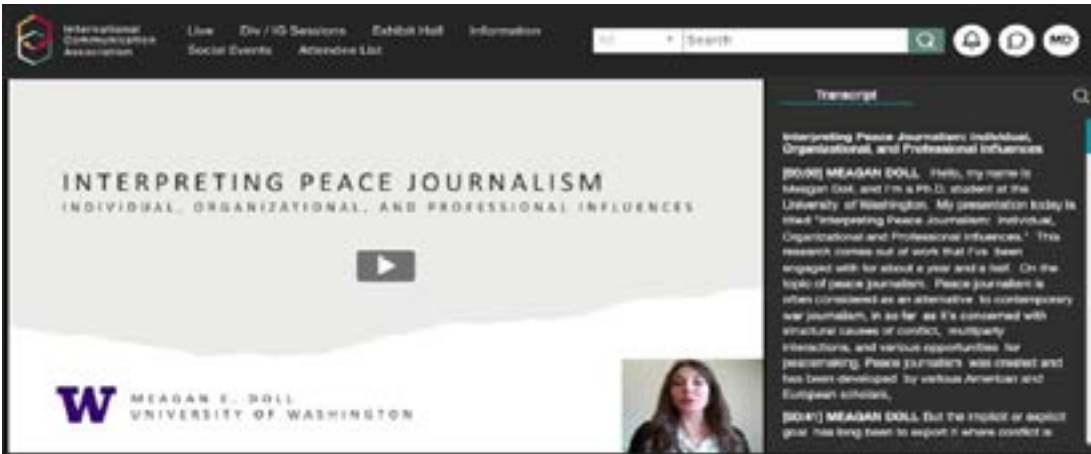 International
Communication
Association
Live Div / IG Sessions Exhibit Hall Information
Social Events Attendee List
All Search
MD
INTERPRETING PEACE JOURNALISM
INDIVIDUAL, ORGANIZATIONAL, AND PROFESSIONAL INFLUENCES
W
MEAGAN E. DOLL
UNIVERSITY OF WASHINGTON
Transcript
Interpreting Peace Journalism: Individual,
Organizational, and Professional Influences
[00:00] MEAGAN DOLL Hello, my name is
Meagan Doll, and I'm a Ph.D. student at the
University of Washington. My presentation today is
titled "Interpreting Peace Journalism: Individual,
Organizational and Professional Influences." This
research comes out of work that I've been
engaged with for about a year and a half. On the
topic of peace journalism. Peace journalism is
often considered as an alternative to contemporary
war journalism, in so far as it's concerned with
structural causes of conflict, multiparty
interactions, and various opportunities for
peacemaking. Peace journalism was created and
has been developed by various American and
European scholars,
[00:41] MEAGAN DOLL But the implicit or explicit
goal has long been to export it where conflict is